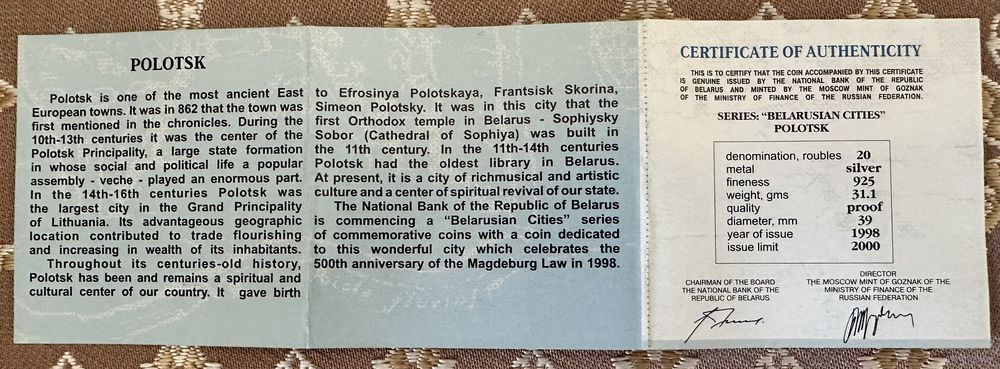 POLOTSK
Polotsk is one of the most ancient East
European towns. It was in 862 that the town was
first mentioned in the chronicles. During the
10th-13th centuries it was the center of the
Polotsk Principality, a large state formation
in whose social and political life a popular
assembly - veche - played an enormous part.
In the 14th-16th centuries Polotsk was
the largest city in the Grand Principality
of Lithuania. Its advantageous geographic
location contributed to trade flourishing
and increasing in wealth of its inhabitants.
Throughout its centuries-old history,
Polotsk has been and remains a spiritual and
cultural center of our country. It gave birth
to Efrosinya Polotskaya, Frantsisk Skorina,
Simeon Polotsky. It was in this city that the
first Orthodox temple in Belarus - Sophiysky
Sobor (Cathedral of Sophiya) was built in
the 11th century. In the 11th-14th centuries
Polotsk had the oldest library in Belarus.
At present, it is a city of richmusical and artistic
culture and a center of spiritual revival of our state.
The National Bank of the Republic of Belarus
is commencing a “Belarusian Cities” series
of commemorative coins with a coin dedicated
to this wonderful city which celebrates the
500th anniversary of the Magdeburg Law in 1998.
CERTIFICATE OF AUTHENTICITY
THIS IS TO CERTIFY THAT THE COIN ACCOMPANIED BY THIS CERTIFICATE
IS GENUINE ISSUED BY THE NATIONAL BANK OF THE REPUBLIC
OF BELARUS AND MINTED BY THE MOSCOW MINT OF GOZNAK
OF THE MINISTRY OF FINANCE OF THE RUSSIAN FEDERATION.
SERIES: “BELARUSIAN CITIES”
POLOTSK
denomination, roubles 20
metal silver
fineness 925
weight, gms 31.1
quality proof
diameter, mm 39
year of issue 1998
issue limit 2000
CHAIRMAN OF THE BOARD
THE NATIONAL BANK OF THE
REPUBLIC OF BELARUS
DIRECTOR
THE MOSCOW MINT OF GOZNAK OF THE
MINISTRY OF FINANCE OF THE
RUSSIAN FEDERATION